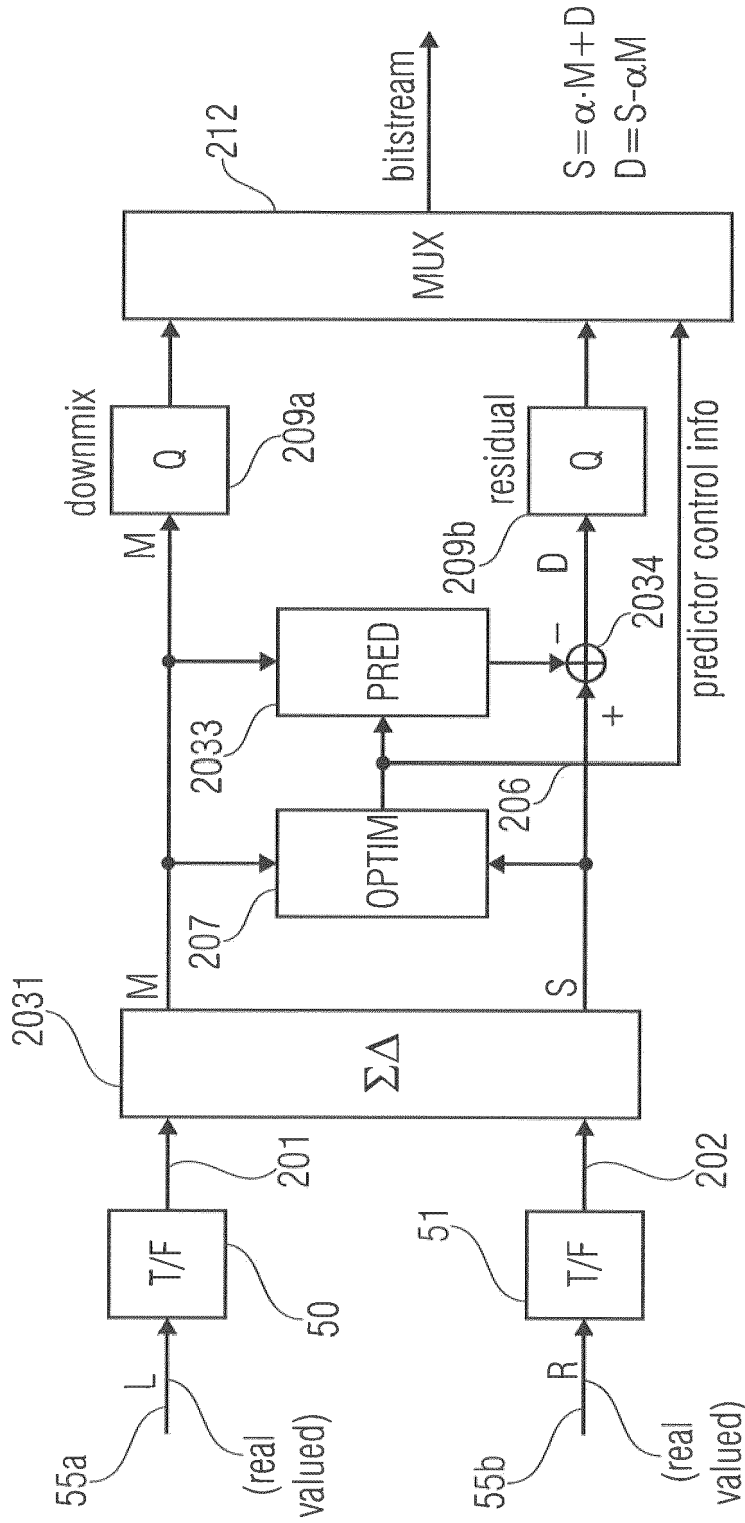 55a
L
(real
valued)
T/F
50
201
55b
R
(real
valued)
T/F
51
202
2031
ΣΔ
M
S
207
OPTIM
206
2033
PRED
+
−
2034
M
D
downmix
Q
209a
residual
Q
209b
predictor control info
MUX
212
bitstream
S=α·M+D
D=S-αM